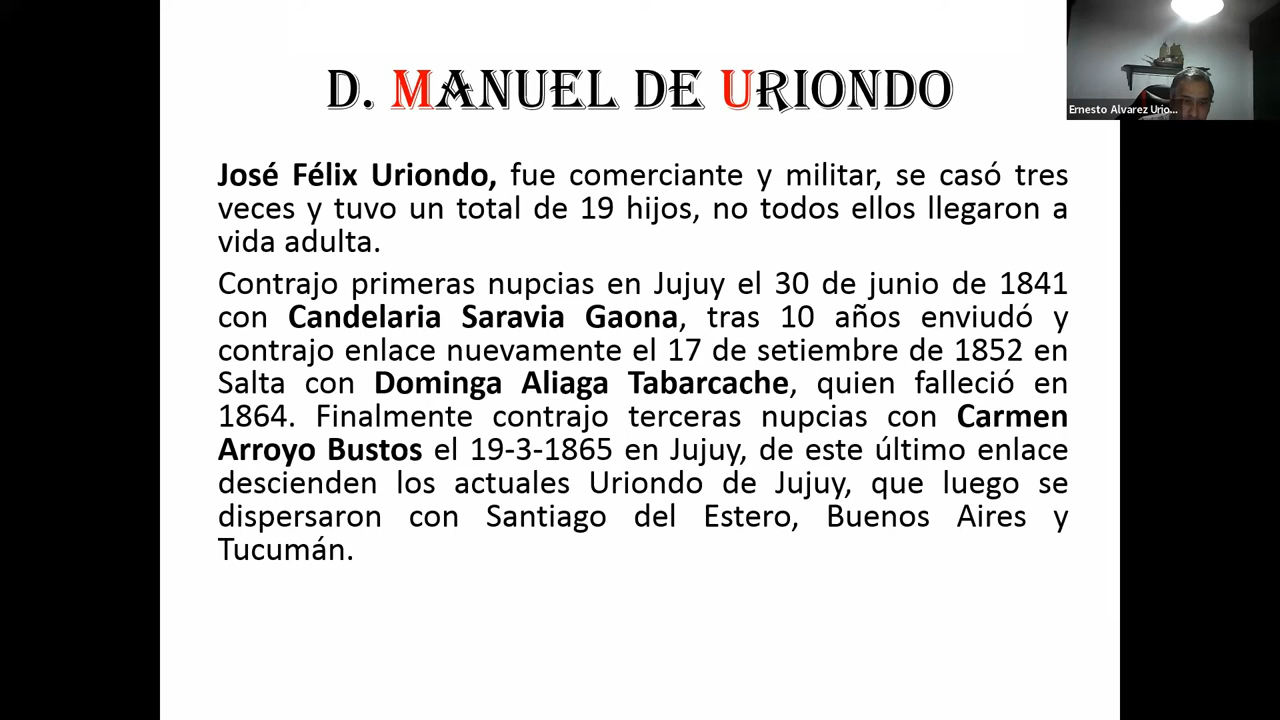 D. MANUEL DE URIONDO
Ernesto Alvarez Urio...
José Félix Uriondo, fue comerciante y militar, se casó tres
veces y tuvo un total de 19 hijos, no todos ellos llegaron a
vida adulta.
Contrajo primeras nupcias en Jujuy el 30 de junio de 1841
con Candelaria Saravia Gaona, tras 10 años enviudó y
contrajo enlace nuevamente el 17 de setiembre de 1852 en
Salta con Dominga Aliaga Tabarcache, quien falleció en
1864. Finalmente contrajo terceras nupcias con Carmen
Arroyo Bustos el 19-3-1865 en Jujuy, de este último enlace
descienden los actuales Uriondo de Jujuy, que luego se
dispersaron con Santiago del Estero, Buenos Aires y
Tucumán.